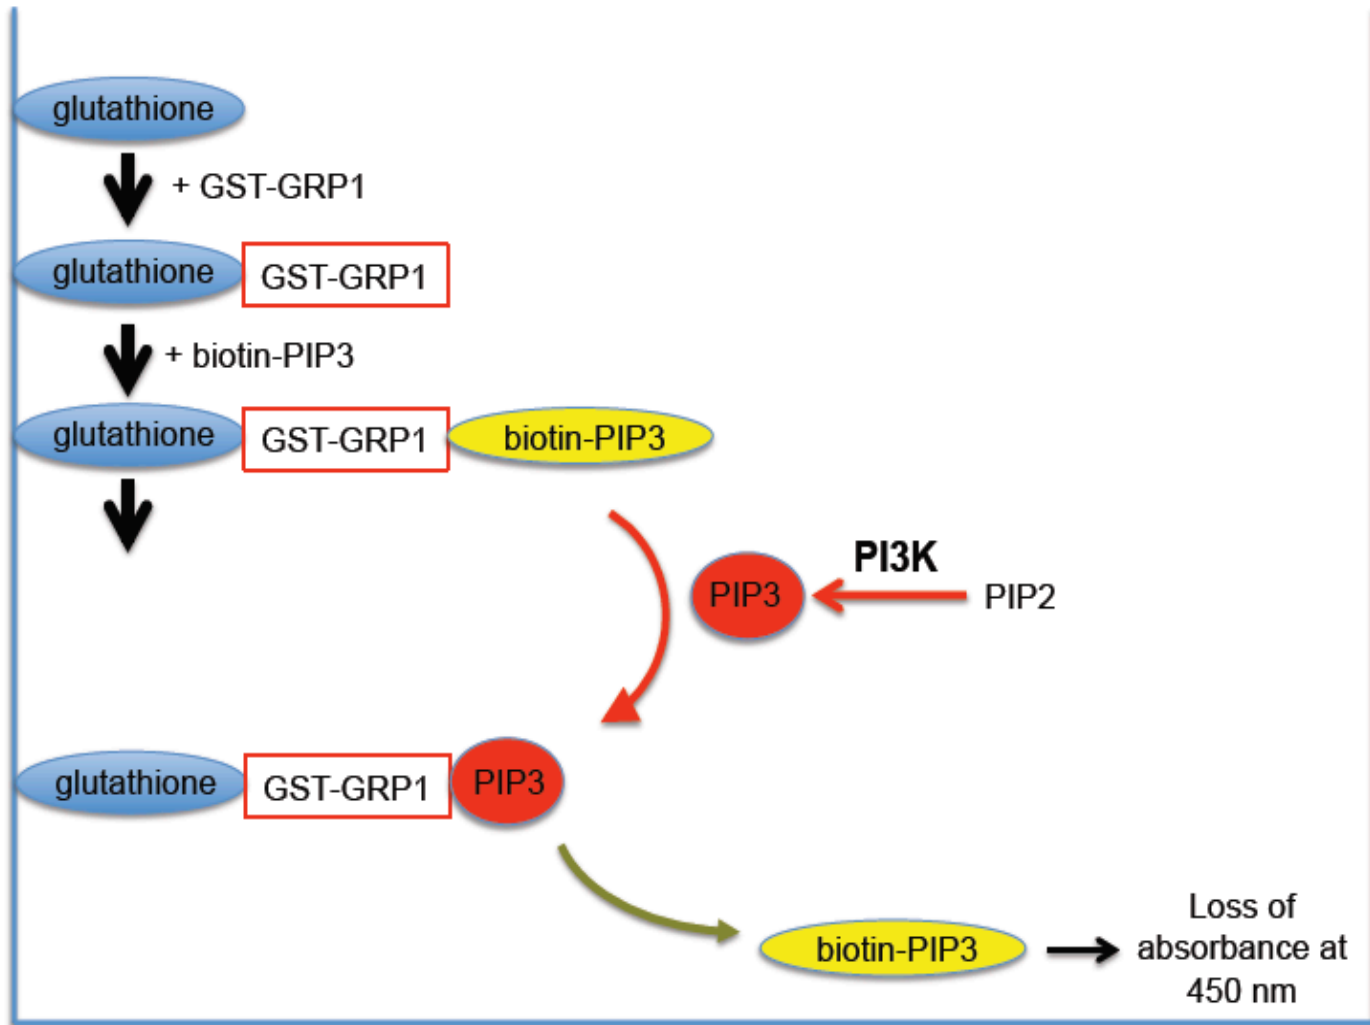 glutathione
+ GST-GRP1
glutathione
GST-GRP1
+ biotin-PIP3
glutathione
GST-GRP1
biotin-PIP3
PI3K
PIP3
PIP2
glutathione
GST-GRP1
PIP3
biotin-PIP3
Loss of
absorbance at
450 nm